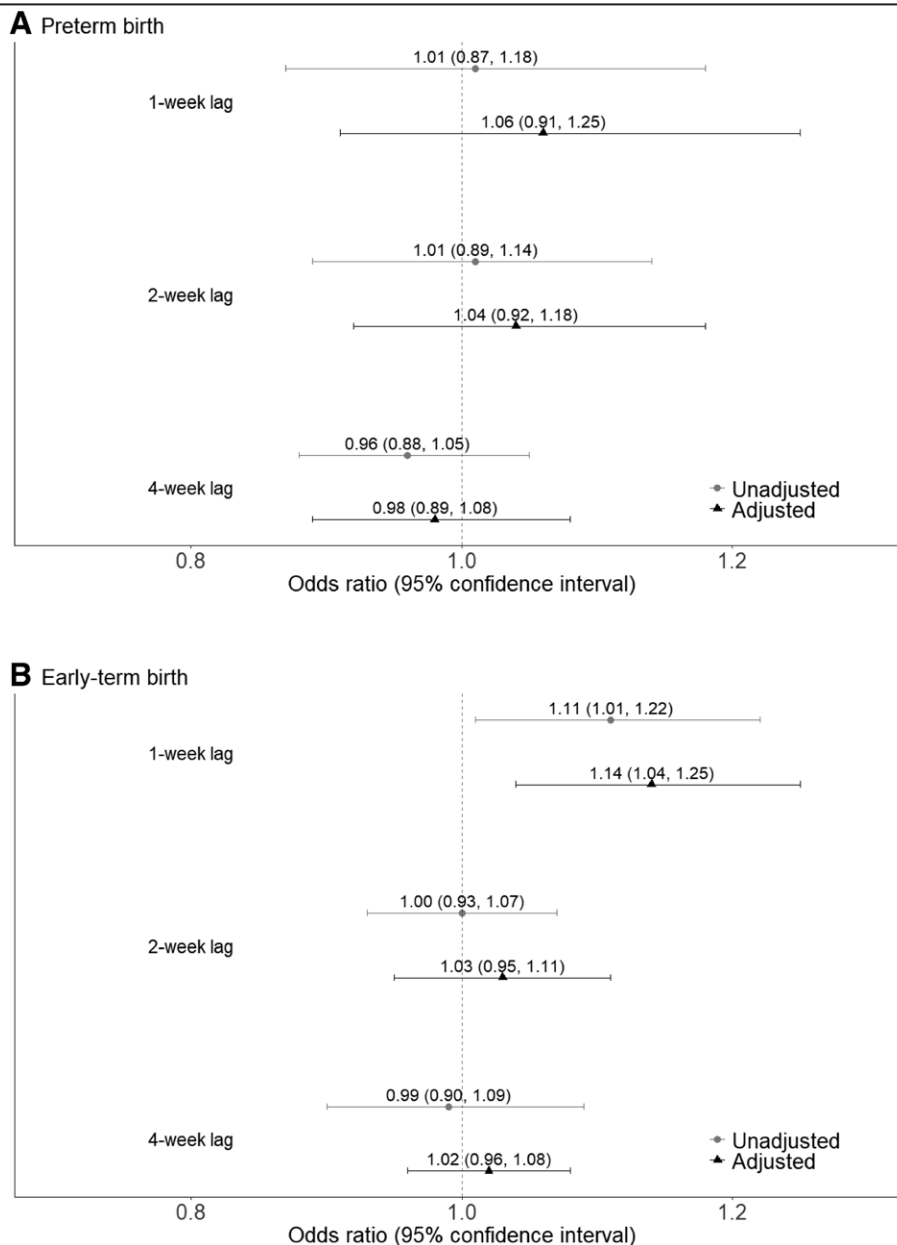 A Preterm birth
1.01 (0.87, 1.18)
1-week lag
1.06 (0.91, 1.25)
1.01 (0.89, 1.14)
2-week lag
1.04 (0.92, 1.18)
0.96 (0.88, 1.05)
4-week lag
0.98 (0.89, 1.08)
Unadjusted
Adjusted
0.8 1.0 1.2
Odds ratio (95% confidence interval)
B Early-term birth
1.11 (1.01, 1.22)
1-week lag
1.14 (1.04, 1.25)
1.00 (0.93, 1.07)
2-week lag
1.03 (0.95, 1.11)
0.99 (0.90, 1.09)
4-week lag
1.02 (0.96, 1.08)
Unadjusted
Adjusted
0.8 1.0 1.2
Odds ratio (95% confidence interval)